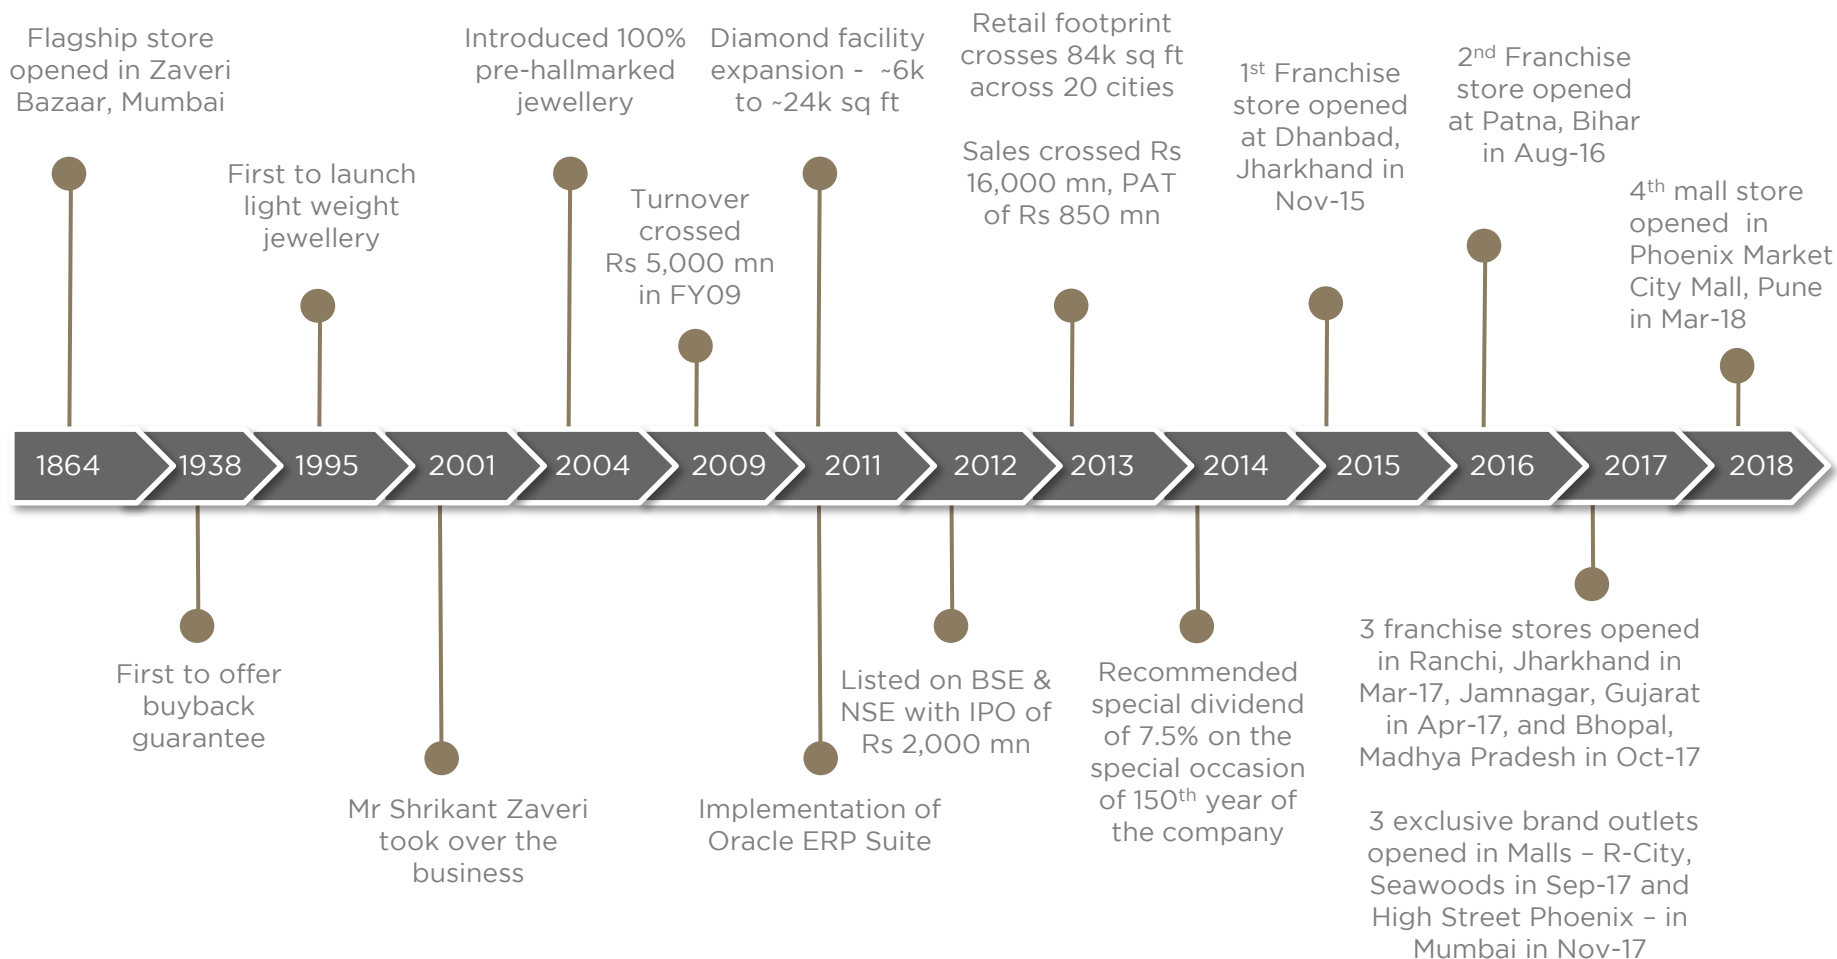 Flagship store
opened in Zaveri
Bazaar, Mumbai
First to launch
light weight
jewellery
Introduced 100%
pre-hallmarked
jewellery
Turnover
crossed
Rs 5,000 mn
in FY09
Diamond facility
expansion - ~6k
to ~24k sq ft
Retail footprint
crosses 84k sq ft
across 20 cities
Sales crossed Rs
16,000 mn, PAT
of Rs 850 mn
1st Franchise
store opened
at Dhanbad,
Jharkhand in
Nov-15
2nd Franchise
store opened
at Patna, Bihar
in Aug-16
4th mall store
opened in
Phoenix Market
City Mall, Pune
in Mar-18
1864 1938 1995 2001 2004 2009 2011 2012 2013 2014 2015 2016 2017 2018
First to offer
buyback
guarantee
Mr Shrikant Zaveri
took over the
business
Implementation of
Oracle ERP Suite
Listed on BSE &
NSE with IPO of
Rs 2,000 mn
Recommended
special dividend
of 7.5% on the
special occasion
of 150th year of
the company
3 franchise stores opened
in Ranchi, Jharkhand in
Mar-17, Jamnagar, Gujarat
in Apr-17, and Bhopal,
Madhya Pradesh in Oct-17
3 exclusive brand outlets
opened in Malls – R-City,
Seawoods in Sep-17 and
High Street Phoenix – in
Mumbai in Nov-17